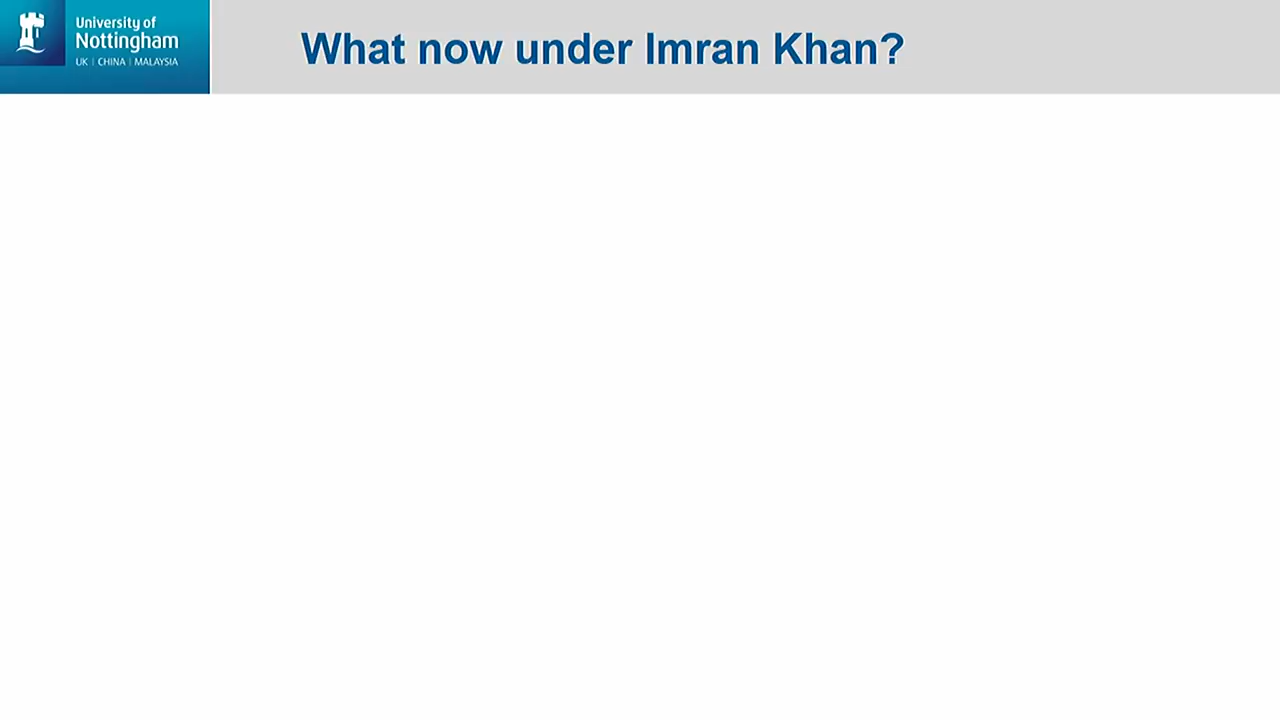 University of
Nottingham
UK | CHINA | MALAYSIA
What now under Imran Khan?